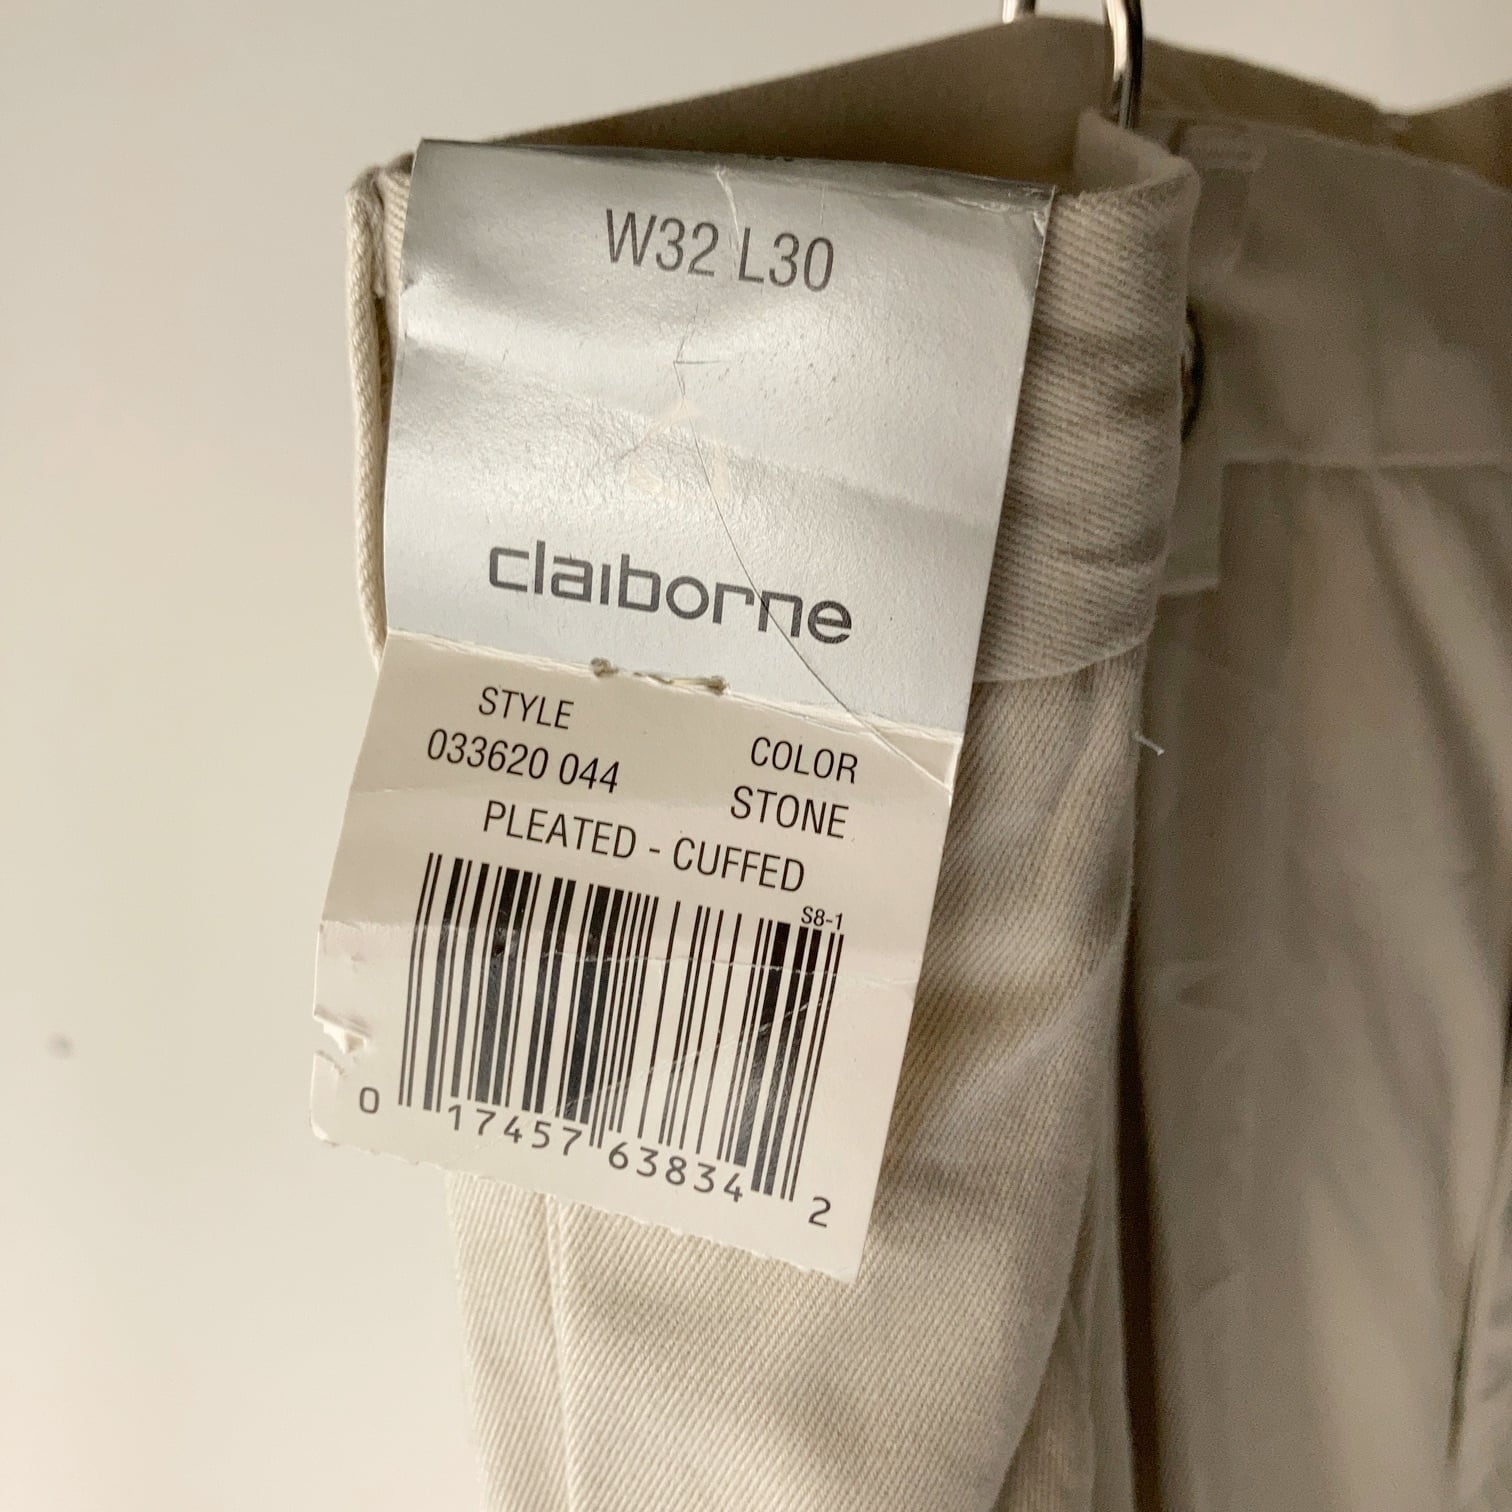 W32 L30
claiborne
STYLE
033620 044
COLOR
STONE
PLEATED - CUFFED
S8-1
0 17457 63834 2